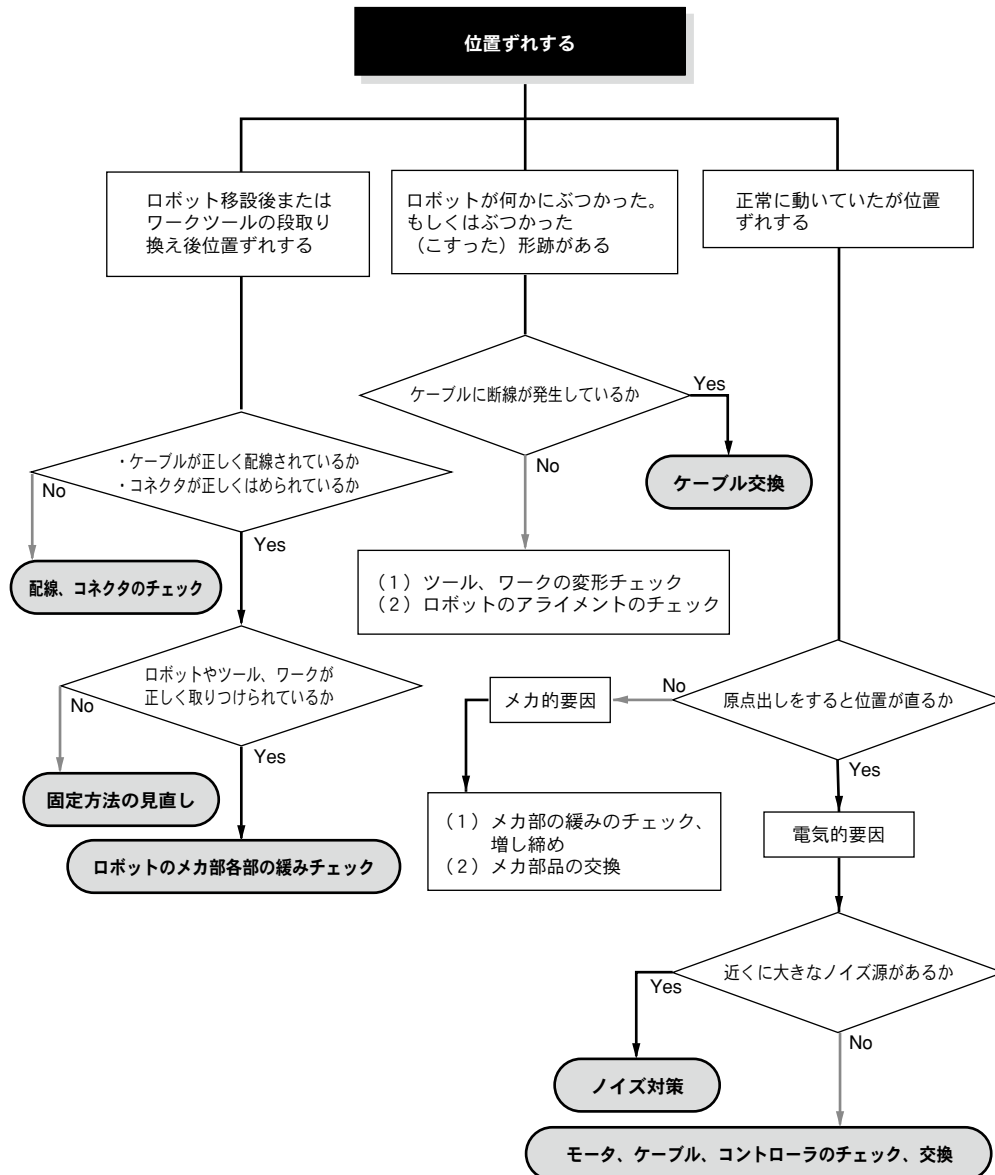 位置ずれする
ロボット移設後または
ワークツールの段取り
換え後位置ずれする
ロボットが何かにぶつかった。
もしくはぶつかった
（こすった）形跡がある
正常に動いていたが位置
ずれする
ケーブルに断線が発生しているか
Yes
No
ケーブル交換
・ケーブルが正しく配線されているか
・コネクタが正しくはめられているか
No
Yes
配線、コネクタのチェック
（1）ツール、ワークの変形チェック
（2）ロボットのアライメントのチェック
ロボットやツール、ワークが
正しく取りつけられているか
No
Yes
固定方法の見直し
ロボットのメカ部各部の緩みチェック
原点出しをすると位置が直るか
No
Yes
メカ的要因
（1）メカ部の緩みのチェック、
増し締め
（2）メカ部品の交換
電気的要因
近くに大きなノイズ源があるか
Yes
No
ノイズ対策
モータ、ケーブル、コントローラのチェック、交換